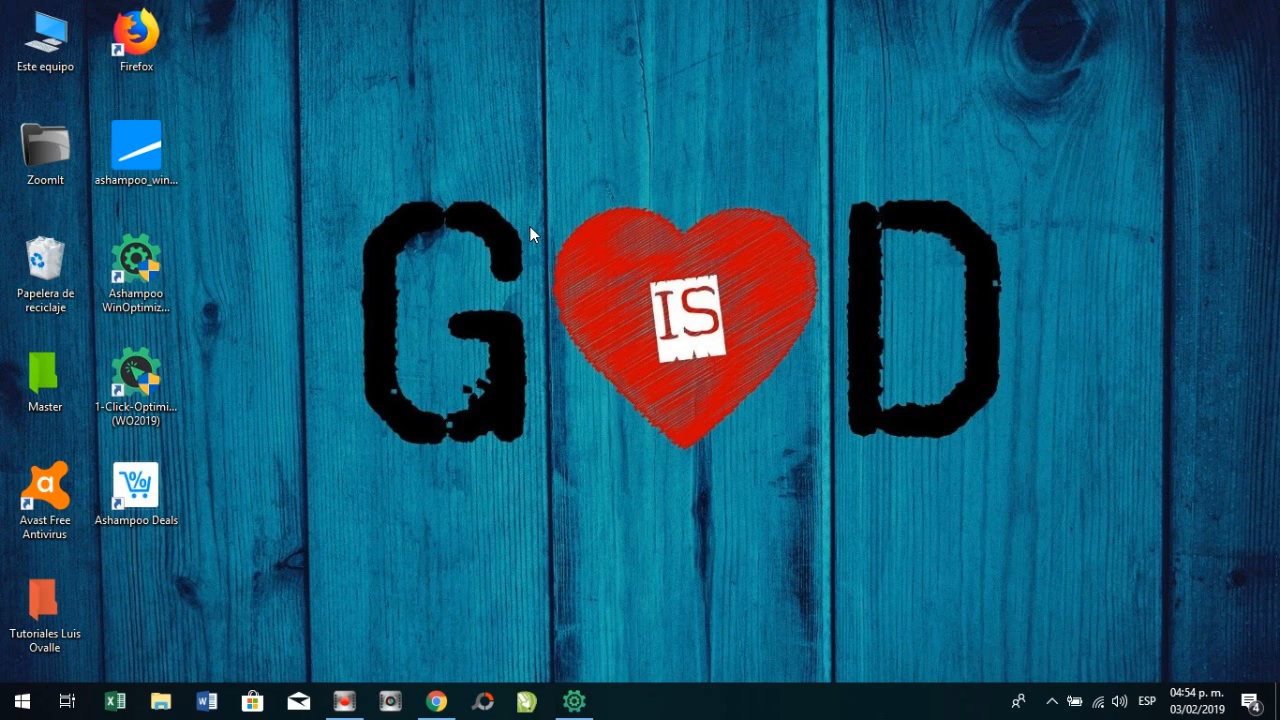 Este equipo
Firefox
ZoomIt
ashampoo_win...
Papelera de
reciclaje
Ashampoo
WinOptimiz...
Master
1-Click-Optimi...
(WO2019)
Avast Free
Antivirus
Ashampoo Deals
Tutoriales Luis
Ovalle
G IS D
ESP
04:54 p. m.
03/02/2019
4